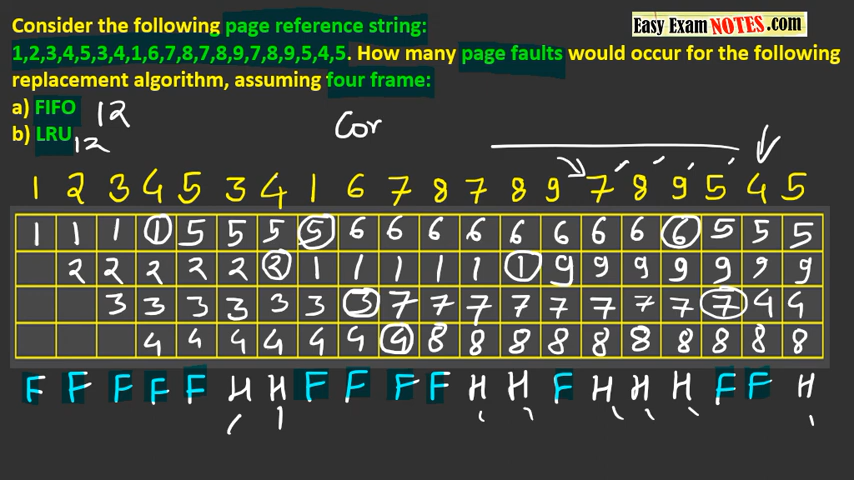 Consider the following page reference string:
Easy Exam NOTES.com
1,2,3,4,5,3,4,1,6,7,8,7,8,9,7,8,9,5,4,5. How many page faults would occur for the following
replacement algorithm, assuming four frame:
a) FIFO 12
b) LRU 12
Cor
1 2 3 4 5 3 4 1 6 7 8 7 8 9 7 8 9 5 4 5
1 1 1 1 5 5 5 5 6 6 6 6 6 6 6 6 6 5 5 5
2 2 2 2 2 2 1 1 1 1 1 1 9 9 9 9 9 9 9
3 3 3 3 3 3 3 7 7 7 7 7 7 7 7 7 4 4
4 4 4 4 4 4 4 8 8 8 8 8 8 8 8 8 8
F F F F F H H F F F F H H F H H H F F H